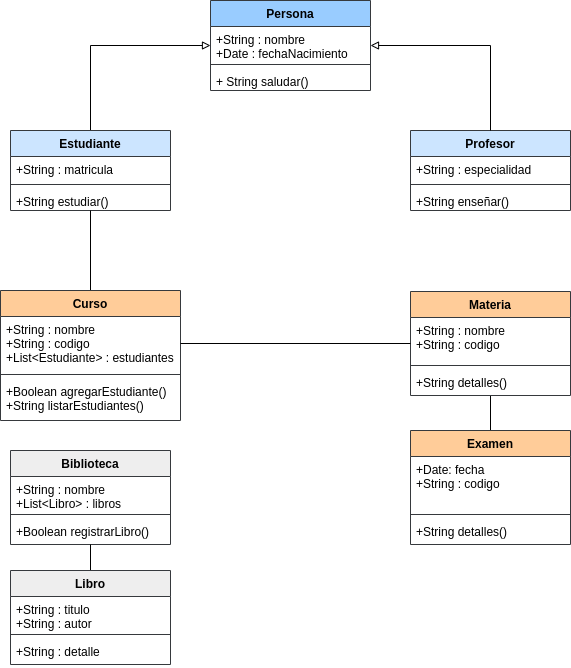 Persona
+String : nombre
+Date : fechaNacimiento
+ String saludar()
Estudiante
+String : matricula
+String estudiar()
Profesor
+String : especialidad
+String enseñar()
Curso
+String : nombre
+String : codigo
+List<Estudiante> : estudiantes
+Boolean agregarEstudiante()
+String listarEstudiantes()
Materia
+String : nombre
+String : codigo
+String : detalles()
Examen
+Date: fecha
+String : codigo
+String : detalles()
Biblioteca
+String : nombre
+List<Libro> : libros
+Boolean registrarLibro()
Libro
+String : titulo
+String : autor
+String : detalle